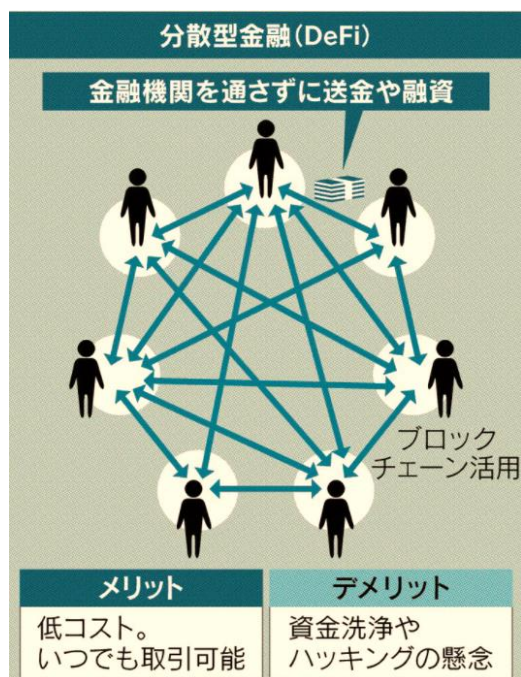 分散型金融(DeFi)
金融機関を通さずに送金や融資
ブロック
チェーン活用
メリット
低コスト。
いつでも取引可能
デメリット
資金洗浄や
ハッキングの懸念